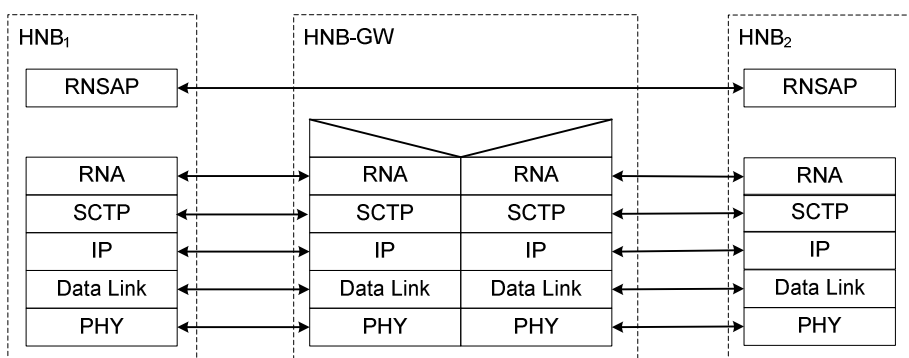 HNB₁ HNB-GW HNB₂
RNSAP RNSAP
RNA RNA RNA RNA
SCTP SCTP SCTP SCTP
IP IP IP IP
Data Link Data Link Data Link Data Link
PHY PHY PHY PHY